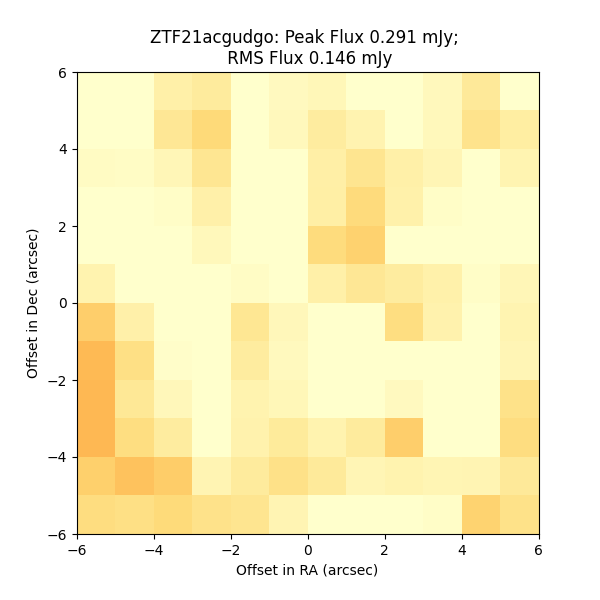 ZTF21acgudgo: Peak Flux 0.291 mJy;
RMS Flux 0.146 mJy
6
4
2
0
−2
−4
−6
Offset in Dec (arcsec)
−6 −4 −2 0 2 4 6
Offset in RA (arcsec)